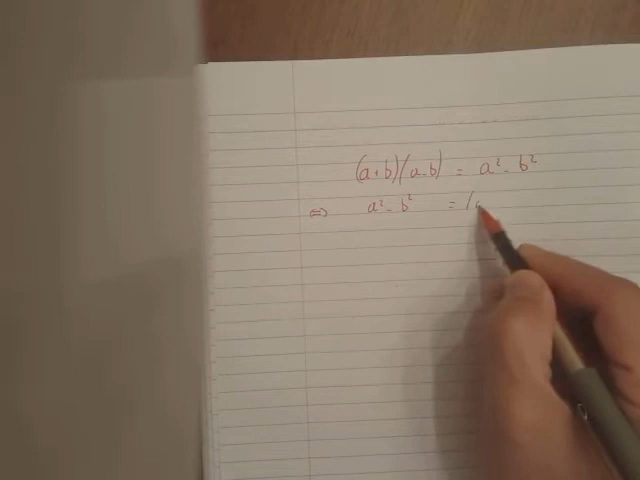 (a+b)(a-b) = a² - b²
⇔ a² - b² = (a